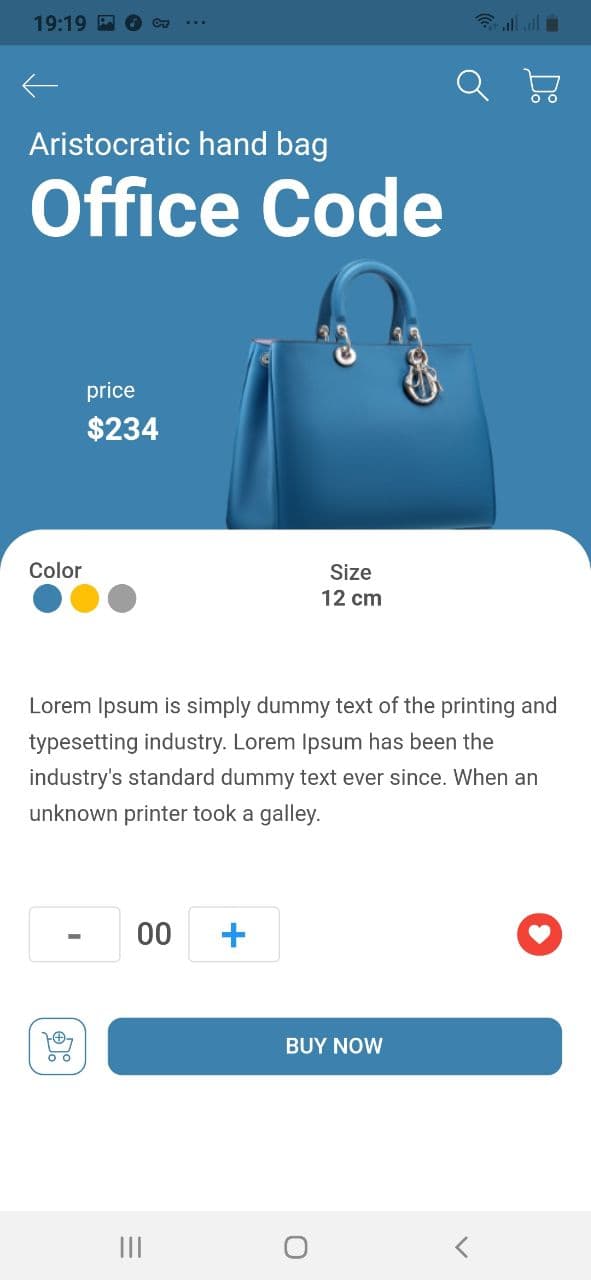 19:19
Aristocratic hand bag
Office Code
price
$234
Color
Size
12 cm
Lorem Ipsum is simply dummy text of the printing and
typesetting industry. Lorem Ipsum has been the
industry's standard dummy text ever since. When an
unknown printer took a galley.
- 00 +
BUY NOW